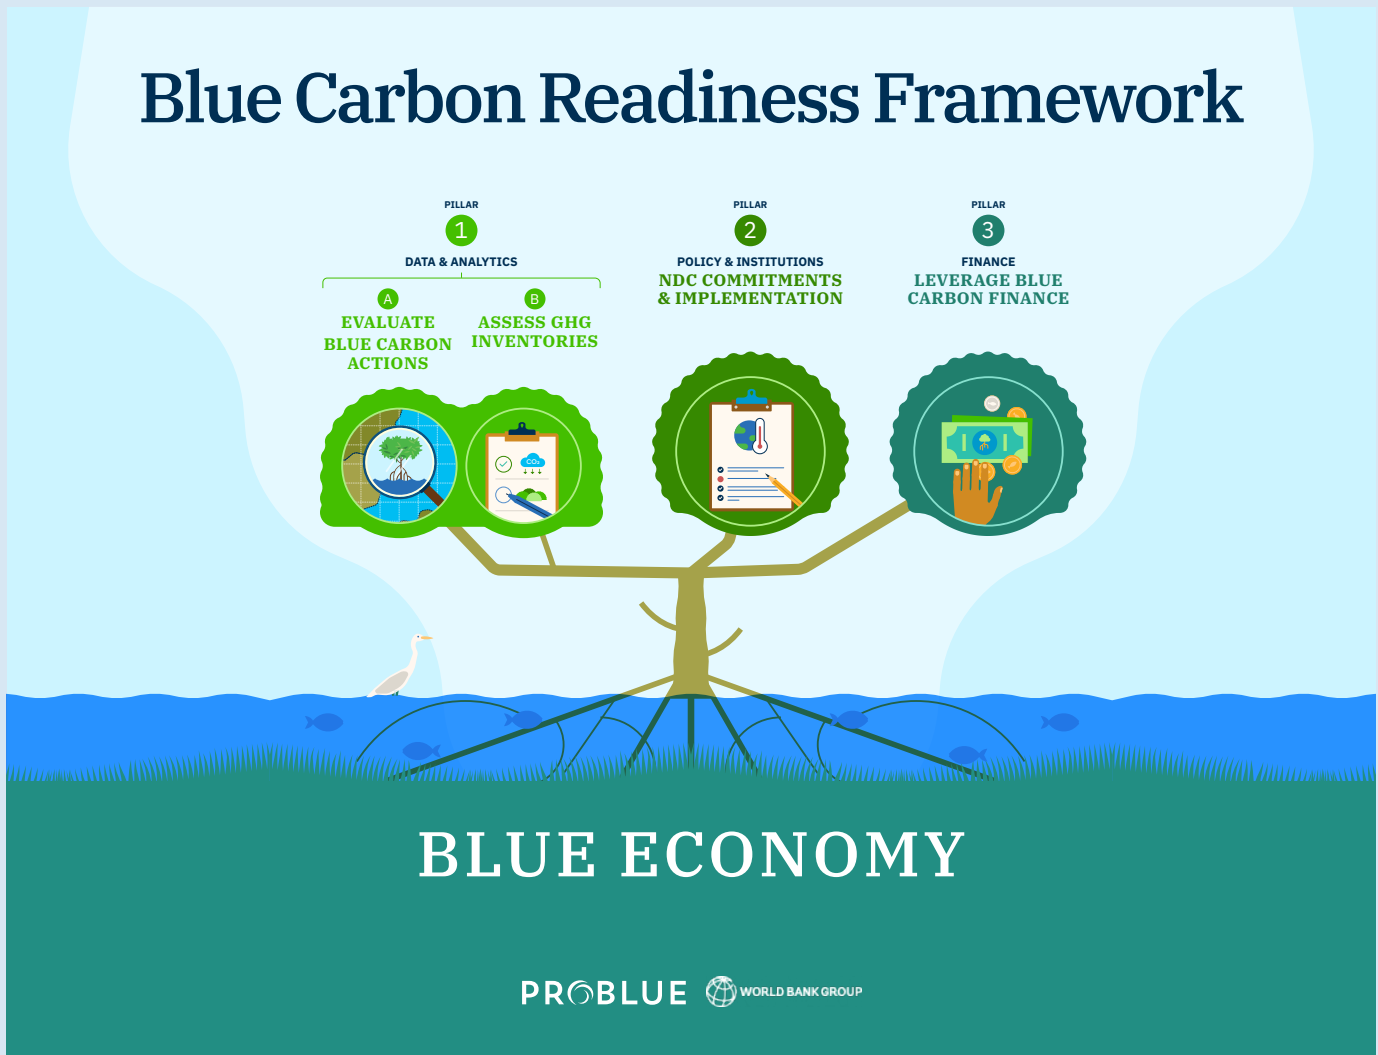 Blue Carbon Readiness Framework
PILLAR
1
DATA & ANALYTICS
A
EVALUATE
BLUE CARBON
ACTIONS
B
ASSESS GHG
INVENTORIES
PILLAR
2
POLICY & INSTITUTIONS
NDC COMMITMENTS
& IMPLEMENTATION
PILLAR
3
FINANCE
LEVERAGE BLUE
CARBON FINANCE
CO₂
BLUE ECONOMY
PROBLUE
WORLD BANK GROUP